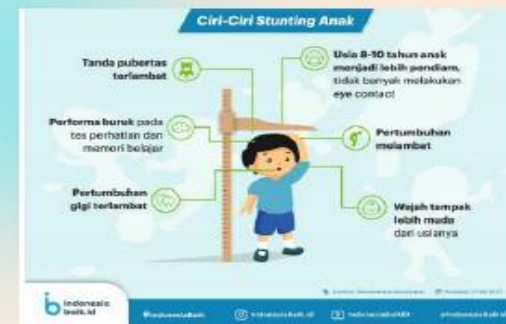 Ciri-Ciri Stunting Anak
Tanda pubertas
terlambat
Usia 8-10 tahun anak
menjadi lebih pendiam,
tidak banyak melakukan
eye contact
Performa buruk pada
tes perhatian dan
memori belajar
Pertumbuhan
melambat
Pertumbuhan
gigi terlambat
Wajah tampak
lebih muda
dari usianya
indonesia
baik.id